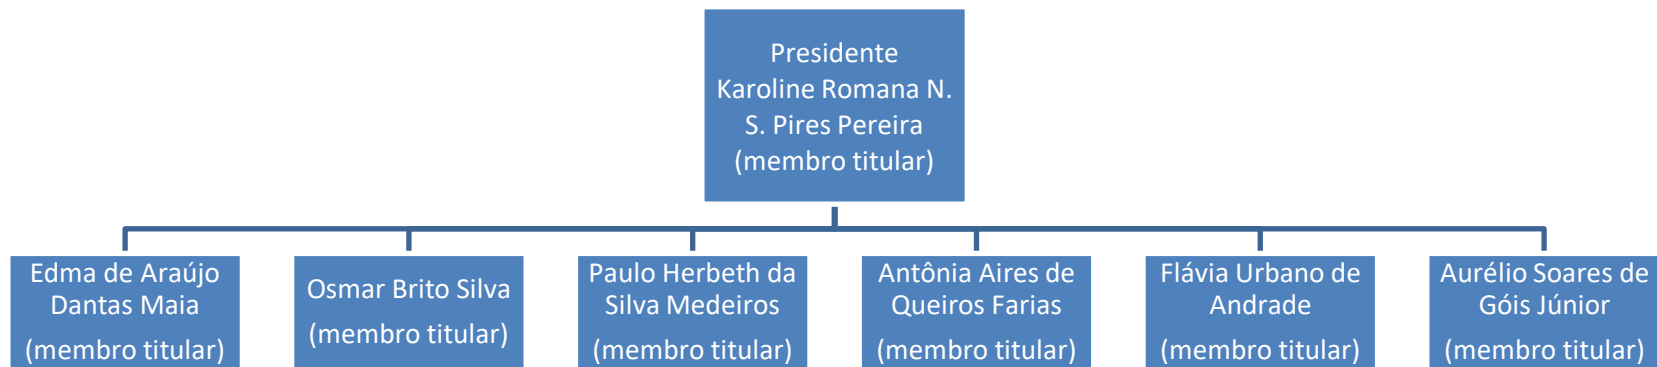 Presidente
Karoline Romana N.
S. Pires Pereira
(membro titular)
Edma de Araújo
Dantas Maia
(membro titular)
Osmar Brito Silva
(membro titular)
Paulo Herbeth da
Silva Medeiros
(membro titular)
Antônia Aires de
Queiros Farias
(membro titular)
Flávia Urbano de
Andrade
(membro titular)
Aurélio Soares de
Góis Júnior
(membro titular)